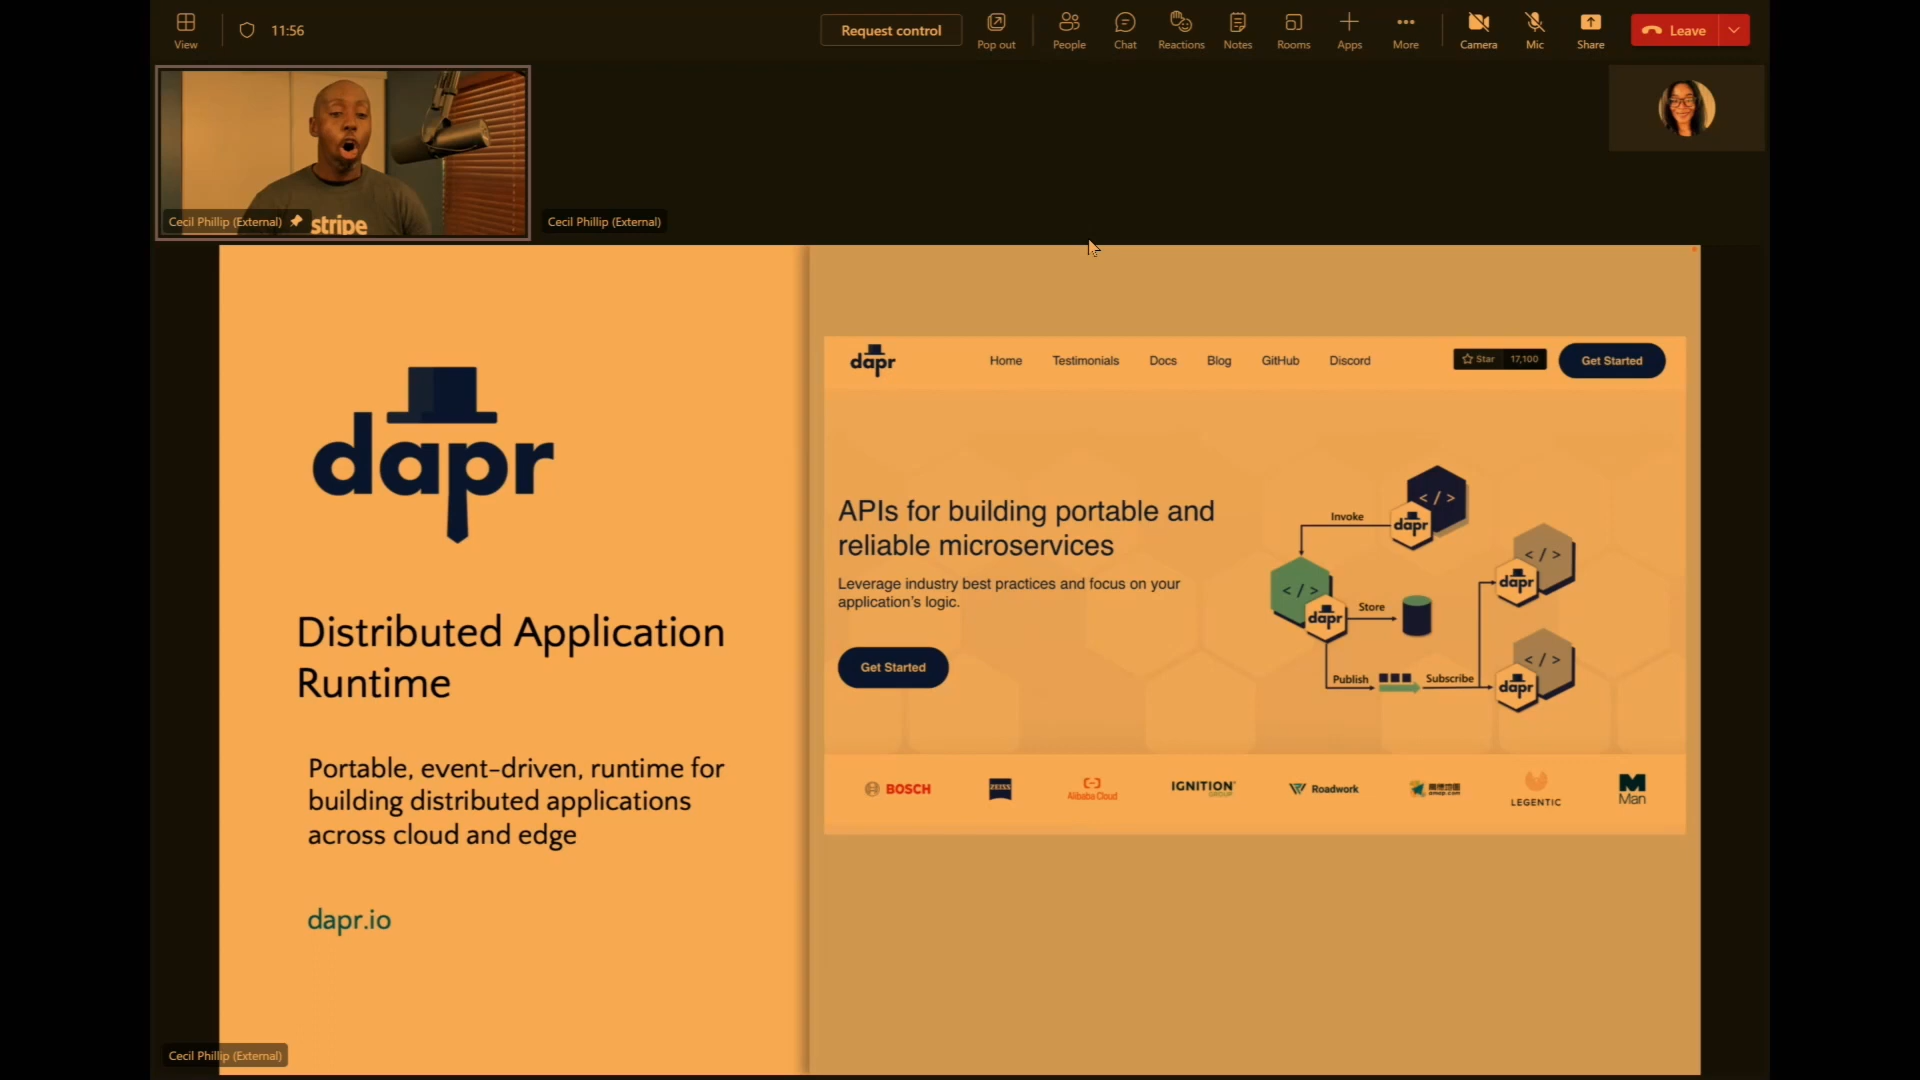 View
11:56
Request control
Pop out
People
Chat
Reactions
Notes
Rooms
Apps
More
Camera
Mic
Share
Leave
stripe
Cecil Phillip (External)
Cecil Phillip (External)
dapr
Distributed Application
Runtime
Portable, event-driven, runtime for
building distributed applications
across cloud and edge
dapr.io
dapr
Home
Testimonials
Docs
Blog
GitHub
Discord
Star 17,100
Get Started
APIs for building portable and
reliable microservices
Leverage industry best practices and focus on your
application's logic.
Get Started
</>
dapr
Invoke
</>
dapr
Store
</>
dapr
Publish
Subscribe
</>
dapr
BOSCH
ZEISS
Alibaba Cloud
IGNITION
GROUP
Roadwork
LEGENTIC
M
Man
Cecil Phillip (External)